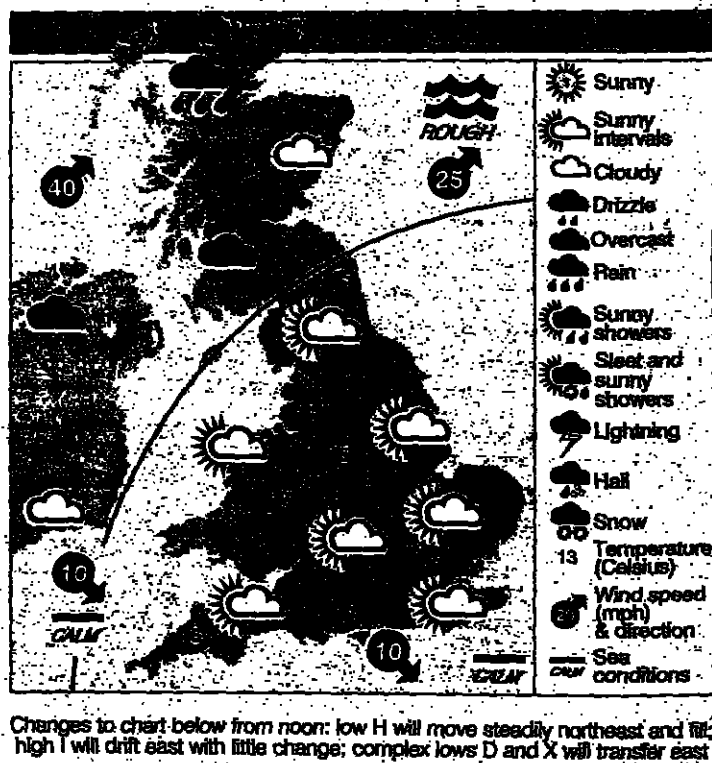 40
ROUGH
25
10
CALM
10
CALM
Sunny
Sunny
intervals
Cloudy
Drizzle
Overcast
Rain
Sunny
showers
Sleet and
sunny
showers
Lightning
Hail
Snow
13 Temperature
(Celsius)
Wind speed
(mph)
& direction
CALM Sea
conditions
Changes to chart below from noon: low H will move steadily northeast and fill;
high I will drift east with little change; complex lows D and X will transfer east